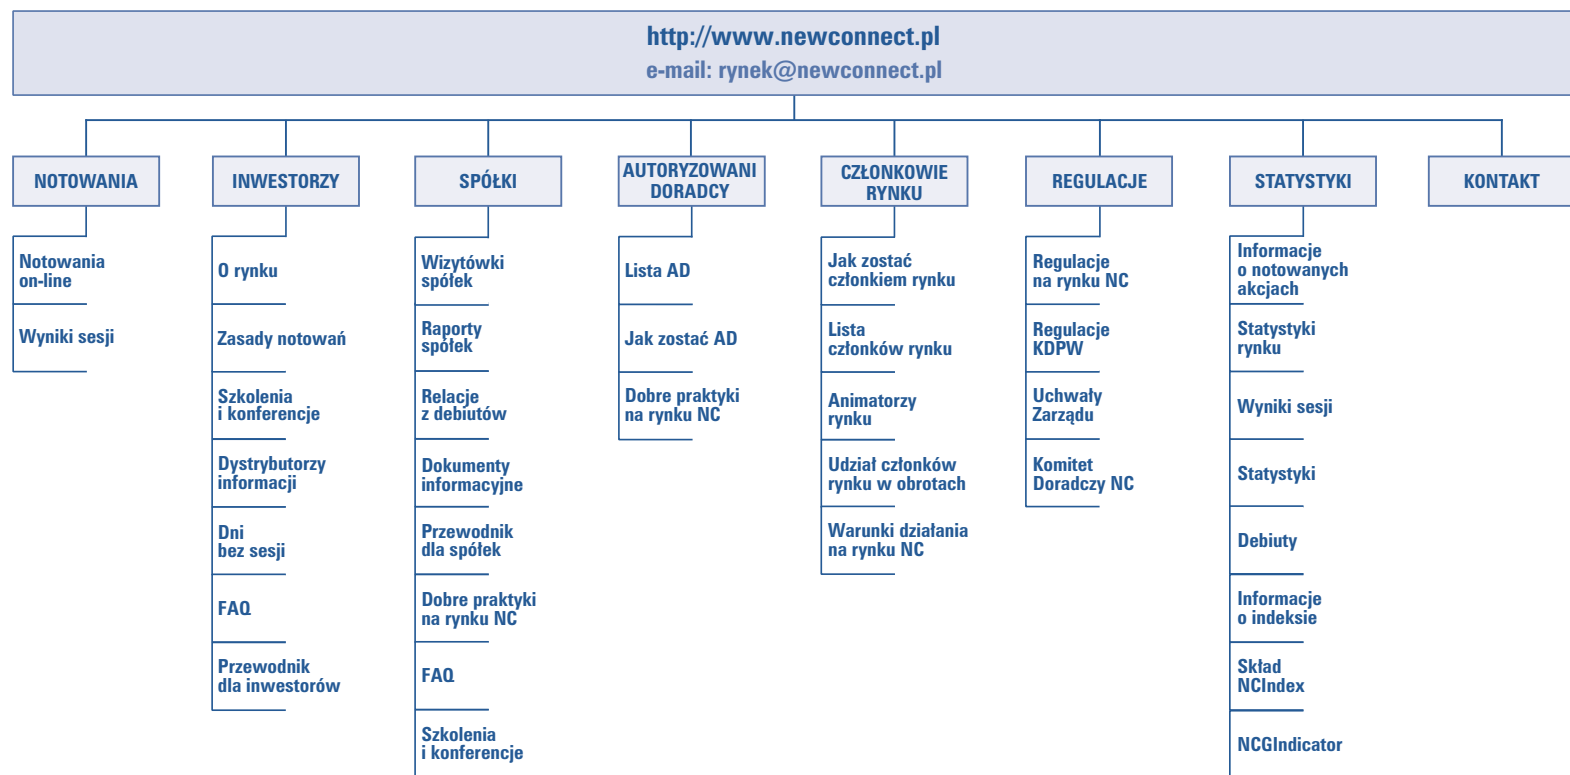 http://www.newconnect.pl
e-mail: rynek@newconnect.pl
NOTOWANIA
Notowania
on-line
Wyniki sesji
INWESTORZY
O rynku
Zasady notowań
Szkolenia
i konferencje
Dystrybutorzy
informacji
Dni
bez sesji
FAQ
Przewodnik
dla inwestorów
SPÓŁKI
Wizytówki
spółek
Raporty
spółek
Relacje
z debiutów
Dokumenty
informacyjne
Przewodnik
dla spółek
Dobre praktyki
na rynku NC
FAQ
Szkolenia
i konferencje
AUTORYZOWANI
DORADCY
Lista AD
Jak zostać AD
Dobre praktyki
na rynku NC
CZŁONKOWIE
RYNKU
Jak zostać
członkiem rynku
Lista
członków rynku
Animatorzy
rynku
Udział członków
rynku w obrotach
Warunki działania
na rynku NC
REGULACJE
Regulacje
na rynku NC
Regulacje
KDPW
Uchwały
Zarządu
Komitet
Doradczy NC
STATYSTYKI
Informacje
o notowanych
akcjach
Statystyki
rynku
Wyniki sesji
Statystyki
Debiuty
Informacje
o indeksie
Skład
NCIndex
NCGIndicator
KONTAKT